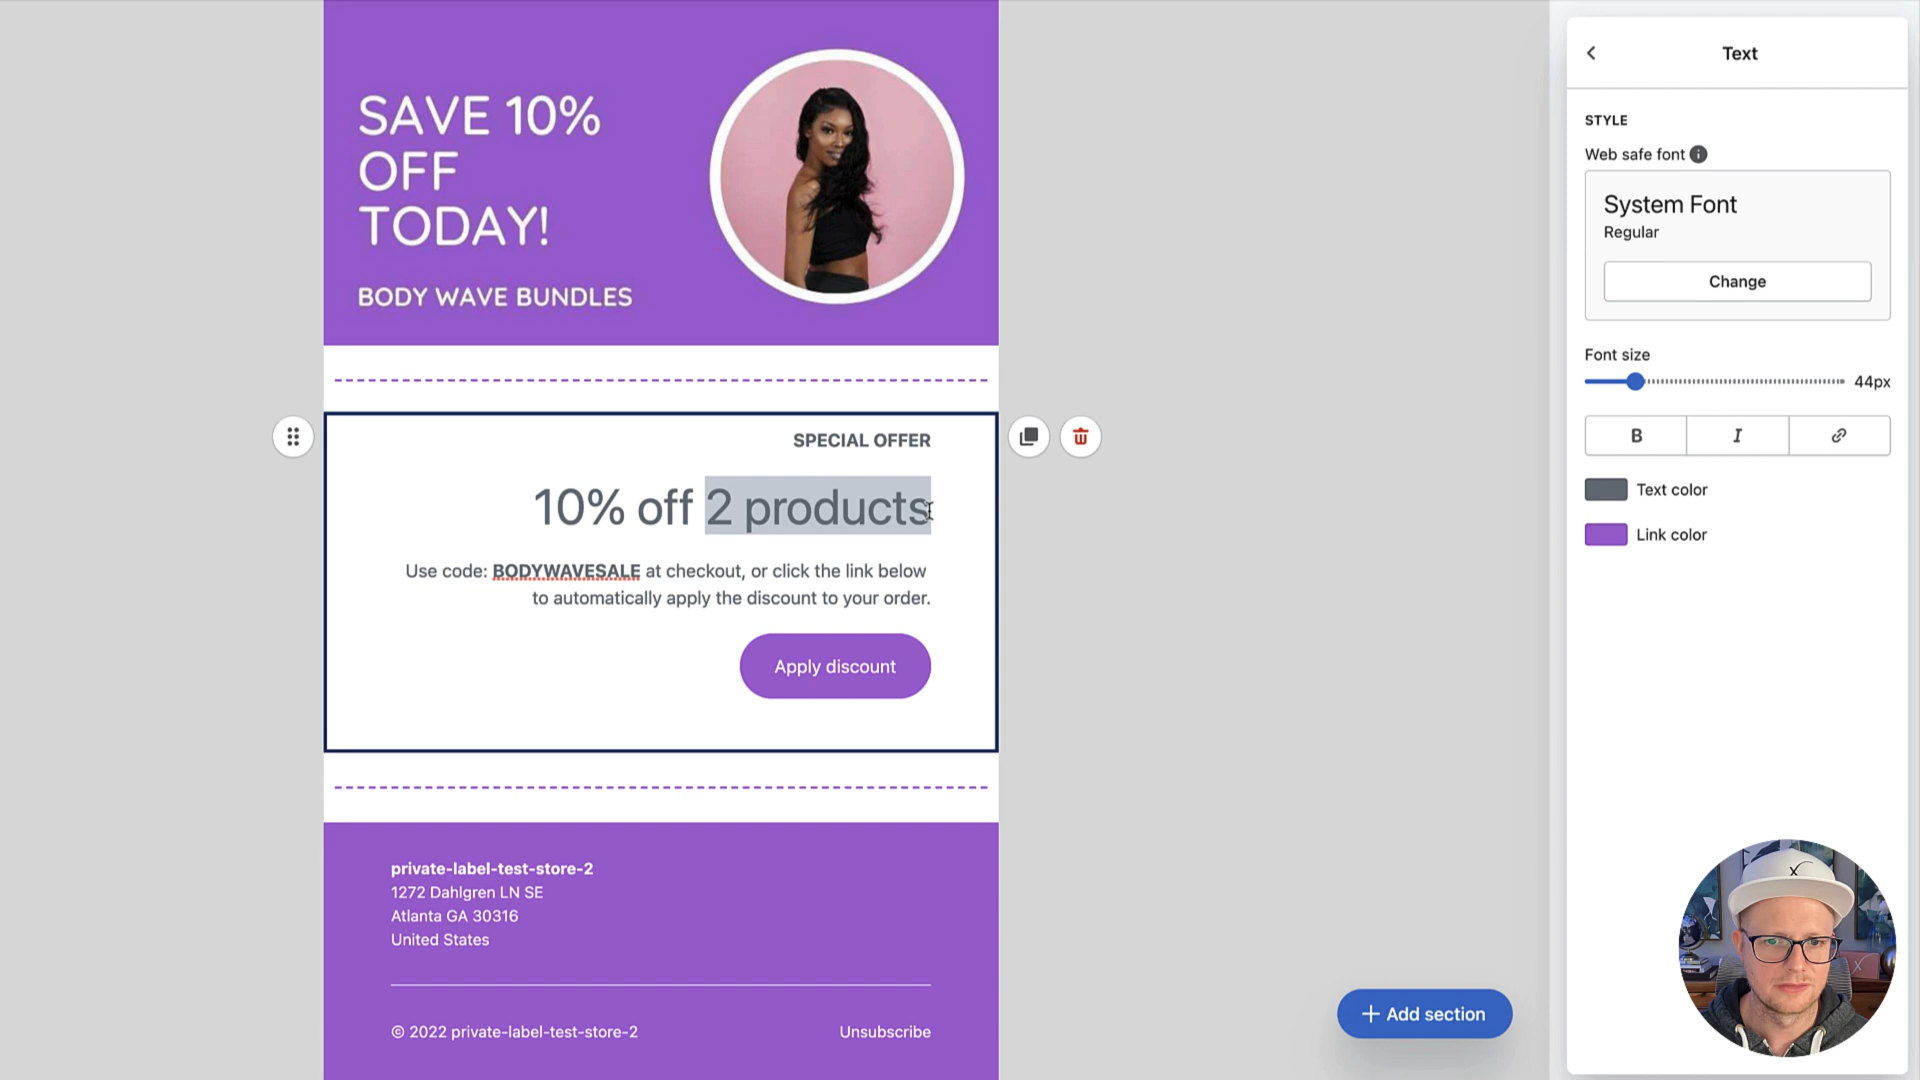 SAVE 10%
OFF
TODAY!
BODY WAVE BUNDLES
SPECIAL OFFER
10% off 2 products
Use code: BODYWAVESALE at checkout, or click the link below
to automatically apply the discount to your order.
Apply discount
private-label-test-store-2
1272 Dahlgren LN SE
Atlanta GA 30316
United States
© 2022 private-label-test-store-2
Unsubscribe
+ Add section
Text
STYLE
Web safe font
System Font
Regular
Change
Font size
44px
B
I
Text color
Link color
X